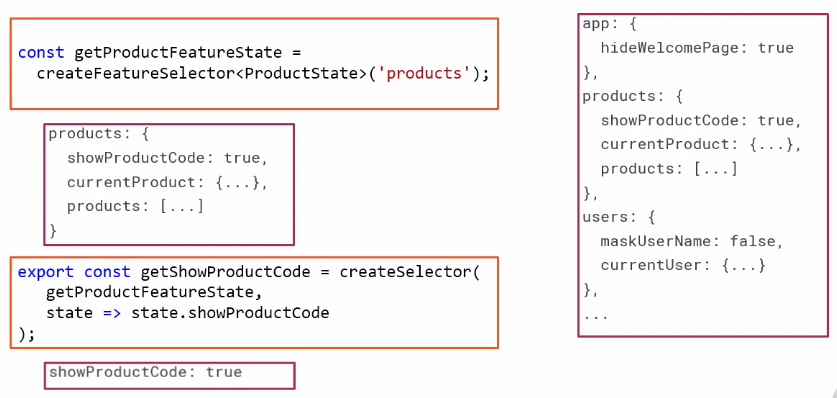 const getProductFeatureState =
createFeatureSelector<ProductState>('products');
products: {
showProductCode: true,
currentProduct: {...},
products: [...]
}
export const getShowProductCode = createSelector(
getProductFeatureState,
state => state.showProductCode
);
showProductCode: true
app: {
hideWelcomePage: true
},
products: {
showProductCode: true,
currentProduct: {...},
products: [...]
},
users: {
maskUserName: false,
currentUser: {...}
},
...